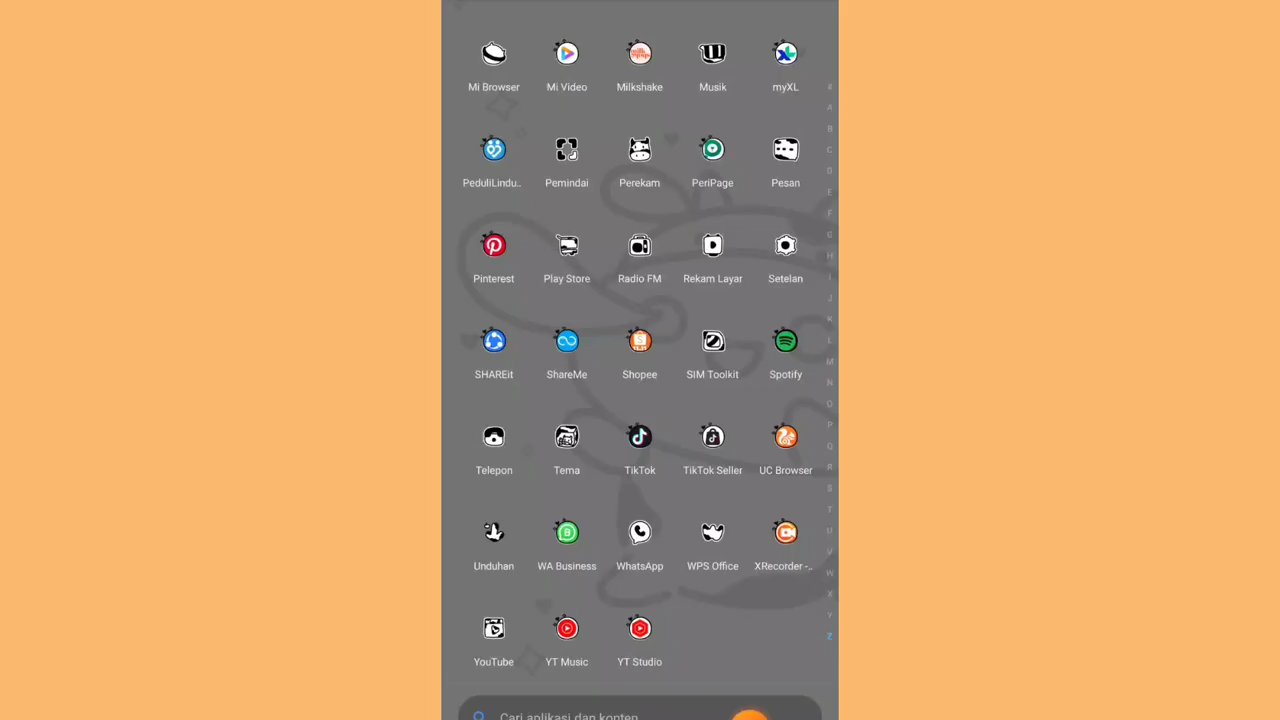 Mi Browser Mi Video Milkshake Musik myXL
PeduliLindu.. Pemindai Perekam PeriPage Pesan
Pinterest Play Store Radio FM Rekam Layar Setelan
SHAREit ShareMe Shopee SIM Toolkit Spotify
Telepon Tema TikTok TikTok Seller UC Browser
Unduhan WA Business WhatsApp WPS Office XRecorder -..
YouTube YT Music YT Studio
Cari aplikasi dan konten
#
A
B
C
D
E
F
G
H
I
J
K
L
M
N
O
P
Q
R
S
T
U
V
W
X
Y
Z